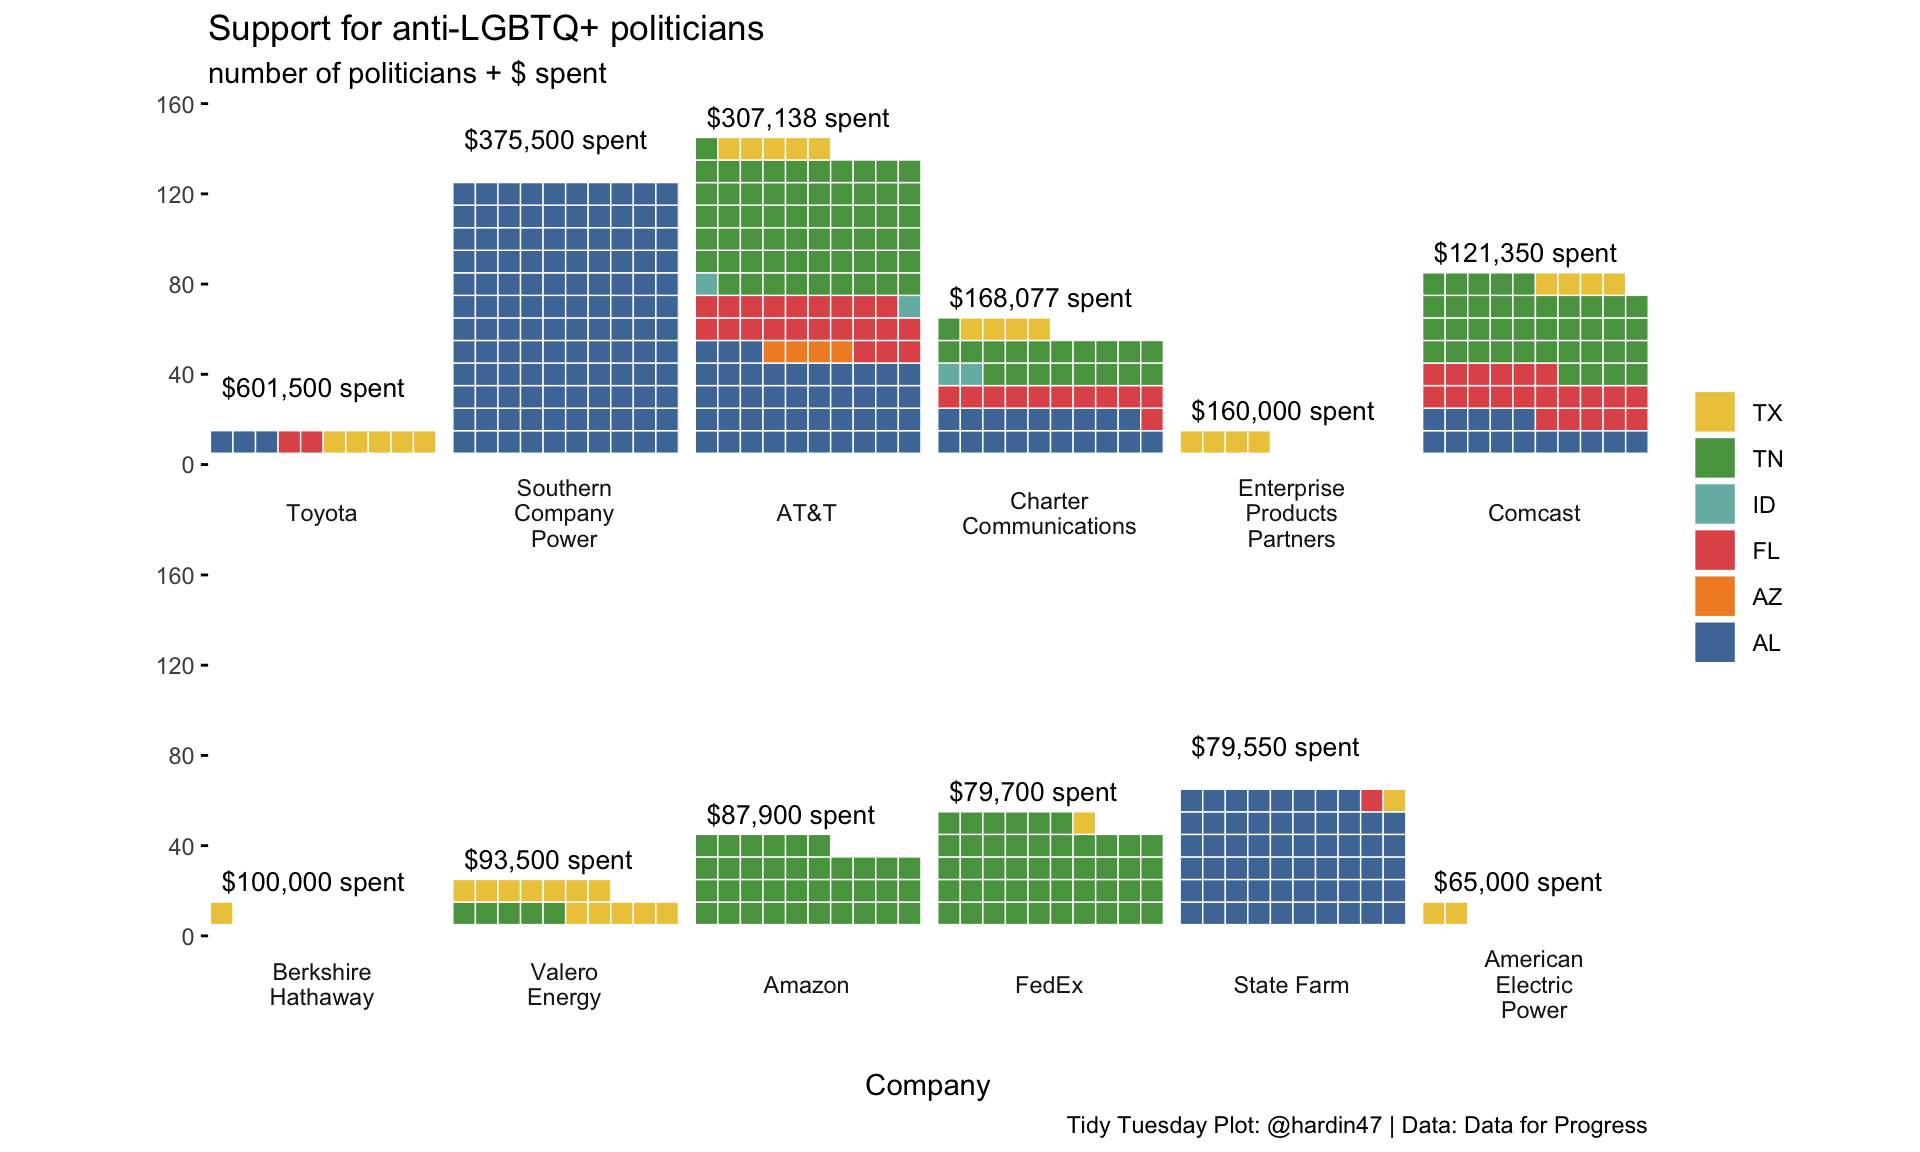 Support for anti-LGBTQ+ politicians
number of politicians + $ spent
160
120
80
40
0
$601,500 spent
$375,500 spent
$307,138 spent
$168,077 spent
$160,000 spent
$121,350 spent
Toyota
Southern
Company
Power
AT&T
Charter
Communications
Enterprise
Products
Partners
Comcast
160
120
80
40
0
$100,000 spent
$93,500 spent
$87,900 spent
$79,700 spent
$79,550 spent
$65,000 spent
Berkshire
Hathaway
Valero
Energy
Amazon
FedEx
State Farm
American
Electric
Power
TX
TN
ID
FL
AZ
AL
Company
Tidy Tuesday Plot: @hardin47 | Data: Data for Progress